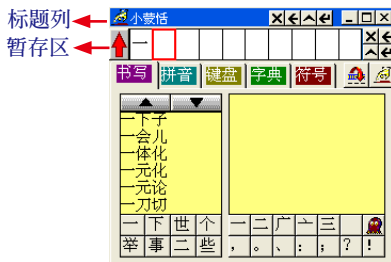 标题列
小蒙恬
暂存区
一
书写 拼音 键盘 字典 符号
一下子
一会儿
一体化
一元化
一元论
一刀切
一 下 世 个 一 二 广 亠 三
举 事 二 些 , 。 、 : ; ? !